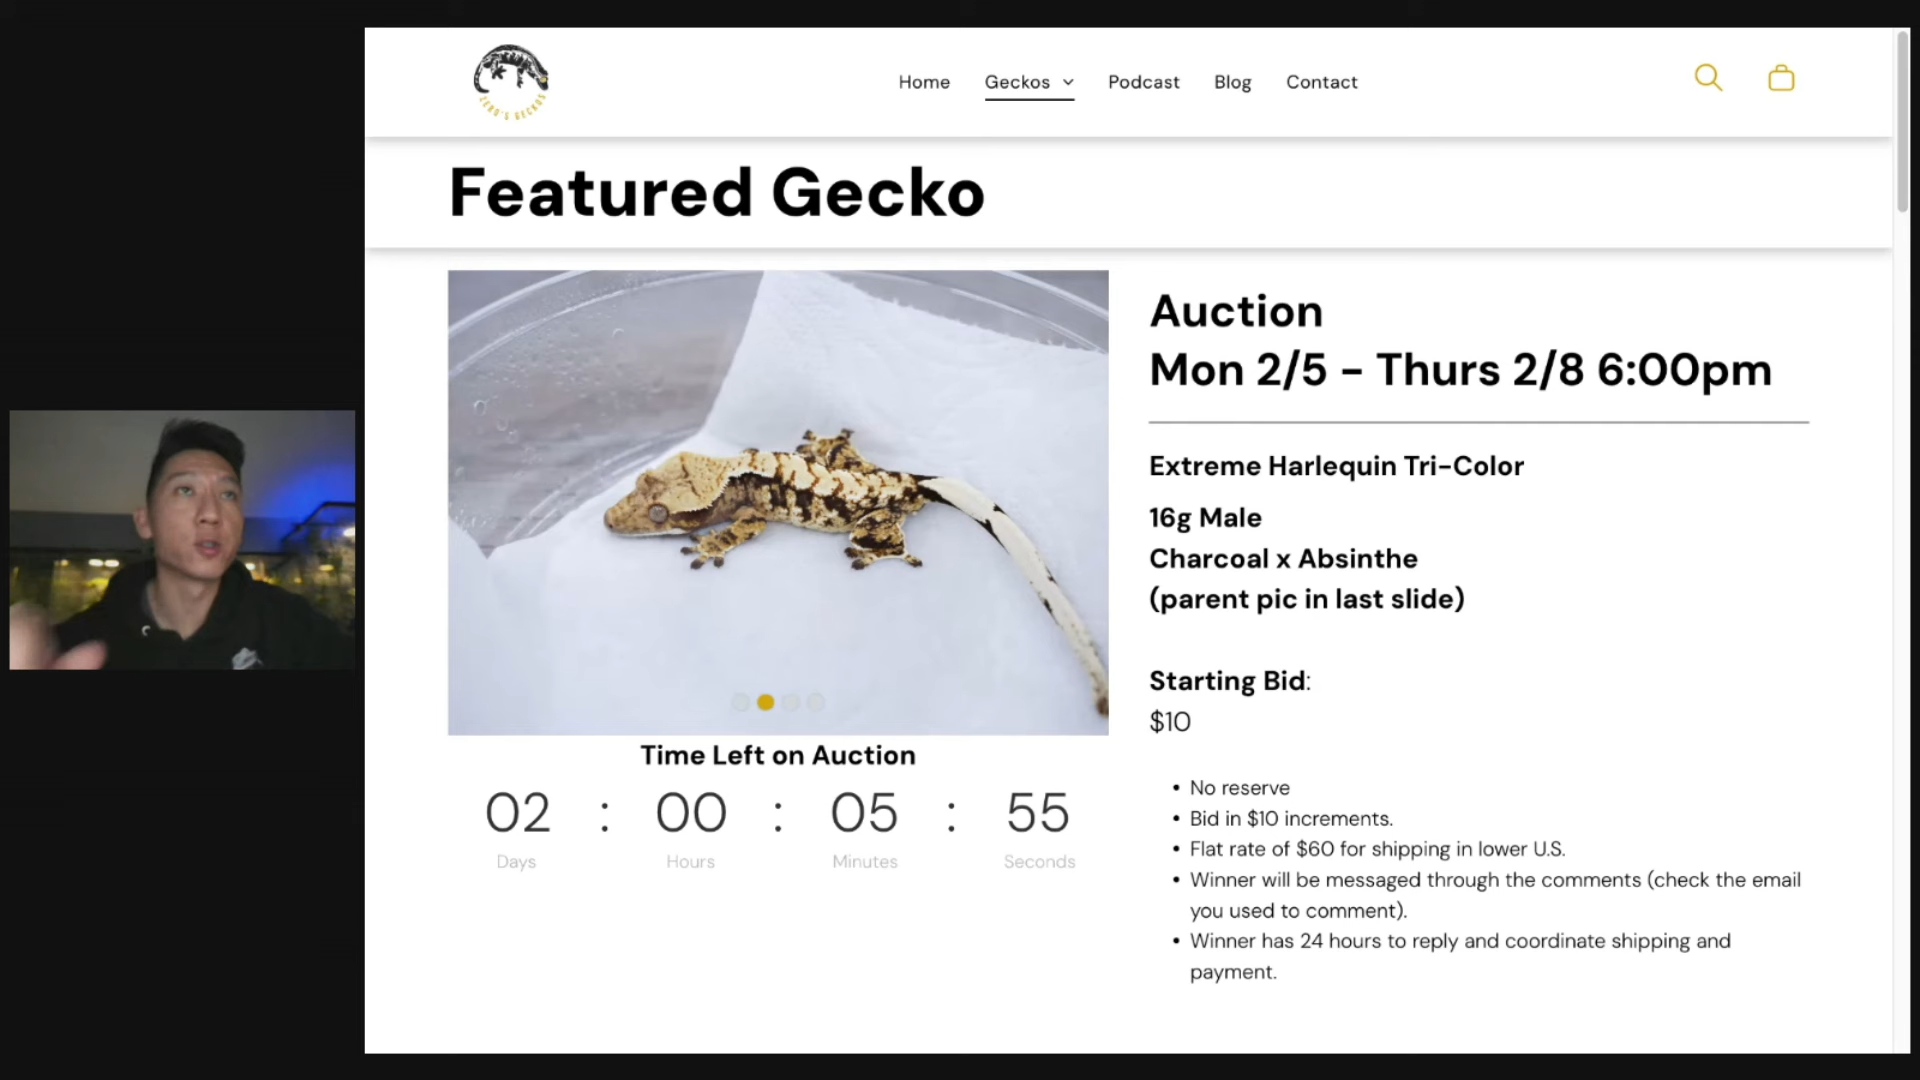 ZERO'S GECKOS
Home
Geckos
Podcast
Blog
Contact
Featured Gecko
Auction
Mon 2/5 - Thurs 2/8 6:00pm
Extreme Harlequin Tri-Color
16g Male
Charcoal x Absinthe
(parent pic in last slide)
Starting Bid:
$10
• No reserve
• Bid in $10 increments.
• Flat rate of $60 for shipping in lower U.S.
• Winner will be messaged through the comments (check the email
you used to comment).
• Winner has 24 hours to reply and coordinate shipping and
payment.
Time Left on Auction
02 : 00 : 05 : 55
Days Hours Minutes Seconds